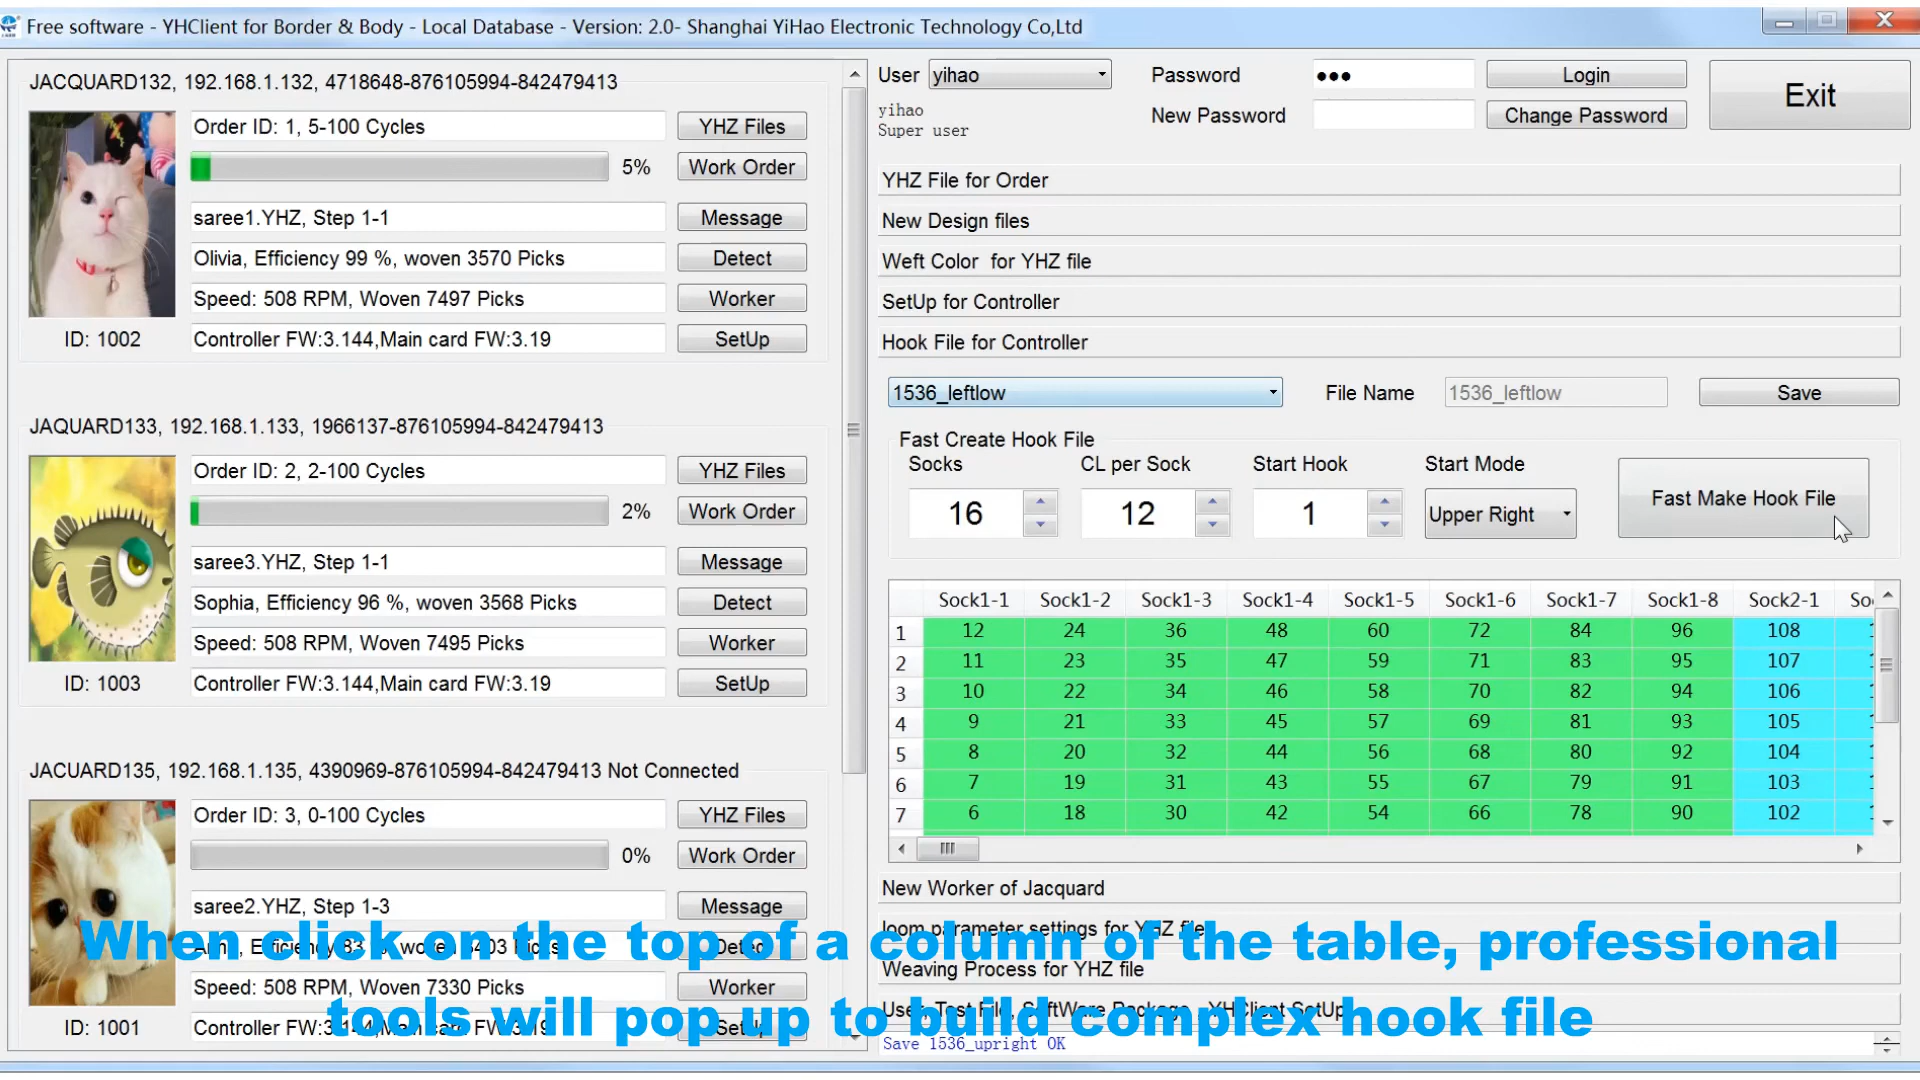 Free software - YHClient for Border & Body - Local Database - Version: 2.0- Shanghai YiHao Electronic Technology Co,Ltd
JACQUARD132, 192.168.1.132, 4718648-876105994-842479413
Order ID: 1, 5-100 Cycles
YHZ Files
5%
Work Order
saree1.YHZ, Step 1-1
Message
Olivia, Efficiency 99 %, woven 3570 Picks
Detect
Speed: 508 RPM, Woven 7497 Picks
Worker
ID: 1002
Controller FW:3.144,Main card FW:3.19
SetUp
JAQUARD133, 192.168.1.133, 1966137-876105994-842479413
Order ID: 2, 2-100 Cycles
YHZ Files
2%
Work Order
saree3.YHZ, Step 1-1
Message
Sophia, Efficiency 96 %, woven 3568 Picks
Detect
Speed: 508 RPM, Woven 7495 Picks
Worker
ID: 1003
Controller FW:3.144,Main card FW:3.19
SetUp
JACUARD135, 192.168.1.135, 4390969-876105994-842479413 Not Connected
Order ID: 3, 0-100 Cycles
YHZ Files
0%
Work Order
saree2.YHZ, Step 1-3
Message
Speed: 508 RPM, Woven 7330 Picks
Worker
ID: 1001
User yihao Password ●●● Login Exit
yihao
Super user
New Password Change Password
YHZ File for Order
New Design files
Weft Color for YHZ file
SetUp for Controller
Hook File for Controller
1536_leftlow File Name 1536_leftlow Save
Fast Create Hook File
Socks CL per Sock Start Hook Start Mode
16 12 1 Upper Right Fast Make Hook File
Sock1-1 Sock1-2 Sock1-3 Sock1-4 Sock1-5 Sock1-6 Sock1-7 Sock1-8 Sock2-1
1 12 24 36 48 60 72 84 96 108
2 11 23 35 47 59 71 83 95 107
3 10 22 34 46 58 70 82 94 106
4 9 21 33 45 57 69 81 93 105
5 8 20 32 44 56 68 80 92 104
6 7 19 31 43 55 67 79 91 103
7 6 18 30 42 54 66 78 90 102
New Worker of Jacquard
loom parameter settings for YHZ file
Weaving Process for YHZ file
User, Test File, SoftWare Package, YHClient SetUp
Save 1536_upright OK
When click on the top of a column of the table, professional
tools will pop up to build complex hook file